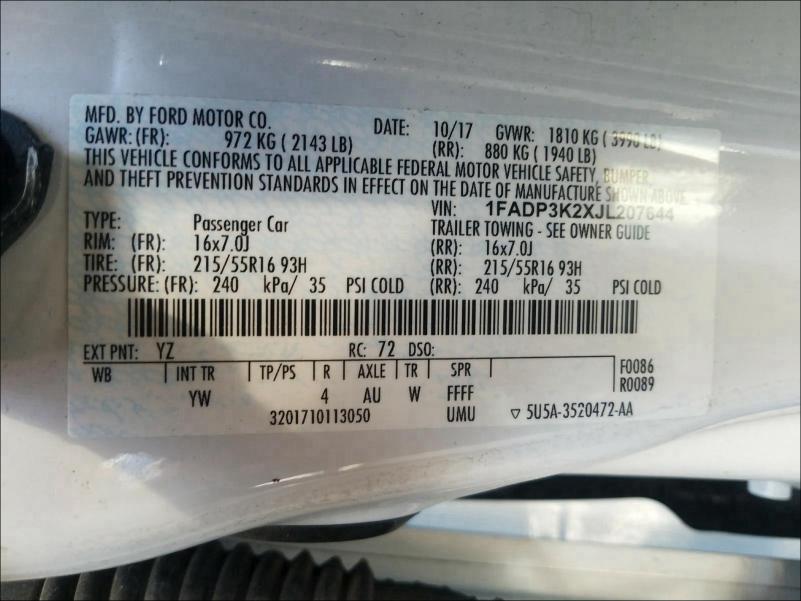 MFD. BY FORD MOTOR CO. DATE: 10/17 GVWR: 1810 KG ( 3990 LB)
GAWR: (FR): 972 KG ( 2143 LB) (RR): 880 KG ( 1940 LB)
THIS VEHICLE CONFORMS TO ALL APPLICABLE FEDERAL MOTOR VEHICLE SAFETY, BUMPER,
AND THEFT PREVENTION STANDARDS IN EFFECT ON THE DATE OF MANUFACTURE SHOWN ABOVE.
VIN: 1FADP3K2XJL207644
TYPE: Passenger Car TRAILER TOWING - SEE OWNER GUIDE
RIM: (FR): 16x7.0J (RR): 16x7.0J
TIRE: (FR): 215/55R16 93H (RR): 215/55R16 93H
PRESSURE: (FR): 240 kPa/ 35 PSI COLD (RR): 240 kPa/ 35 PSI COLD
EXT PNT: YZ RC: 72 DSO:
WB INT TR TP/PS R AXLE TR SPR F0086
YW 4 AU W FFFF R0089
3201710113050 UMU ▽ 5U5A-3520472-AA